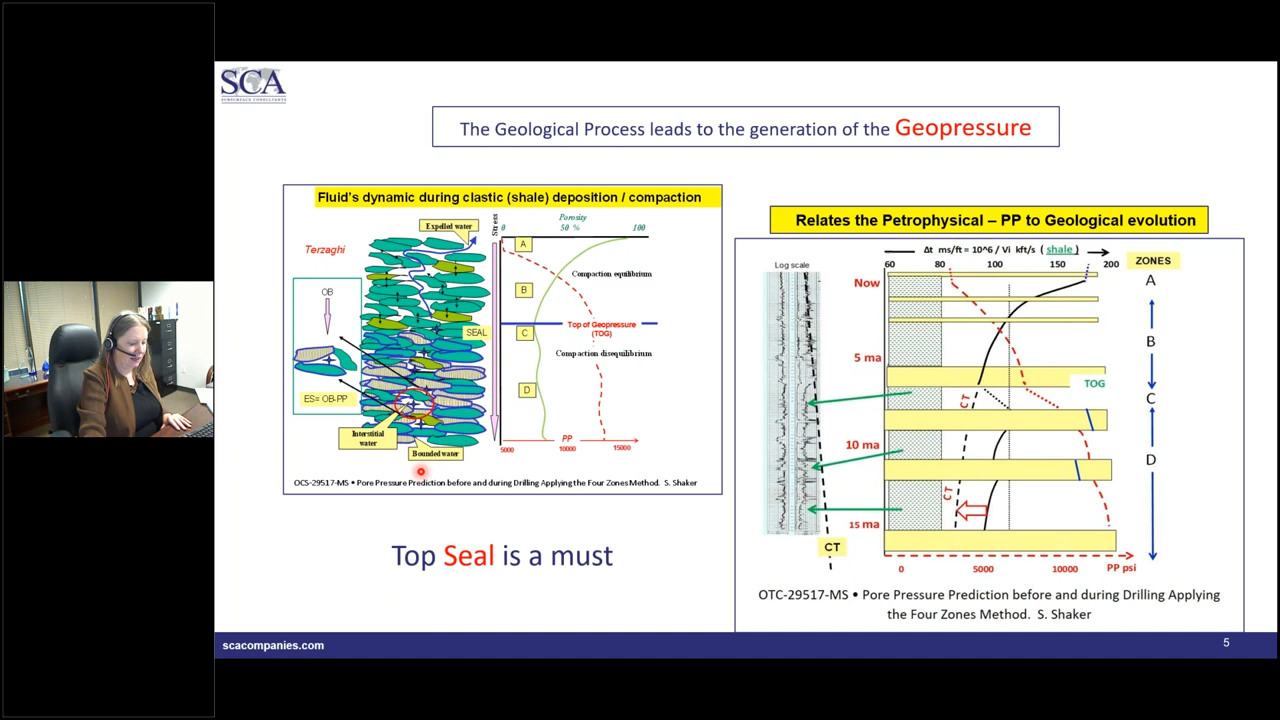 SCA
SUBSURFACE CONSULTANTS
The Geological Process leads to the generation of the Geopressure
Fluid's dynamic during clastic (shale) deposition / compaction
Expelled water
Stress
Porosity
0 50 % 100
Terzaghi
A
OB
Compaction equilibrium
B
SEAL
Top of Geopressure
(TOG)
C
Compaction disequilibrium
D
ES= OB-PP
Interstitial
water
Bounded water
PP
5000 10000 15000
OCS-29517-MS • Pore Pressure Prediction before and during Drilling Applying the Four Zones Method. S. Shaker
Top Seal is a must
Relates the Petrophysical – PP to Geological evolution
Δt ms/ft = 10^6 / Vi kft/s ( shale )
Log scale
60 80 100 150 200
ZONES
Now
A
B
5 ma
TOG
C
CT
10 ma
D
CT
15 ma
CT
0 5000 10000 PP psi
OTC-29517-MS • Pore Pressure Prediction before and during Drilling Applying
the Four Zones Method. S. Shaker
scacompanies.com
5